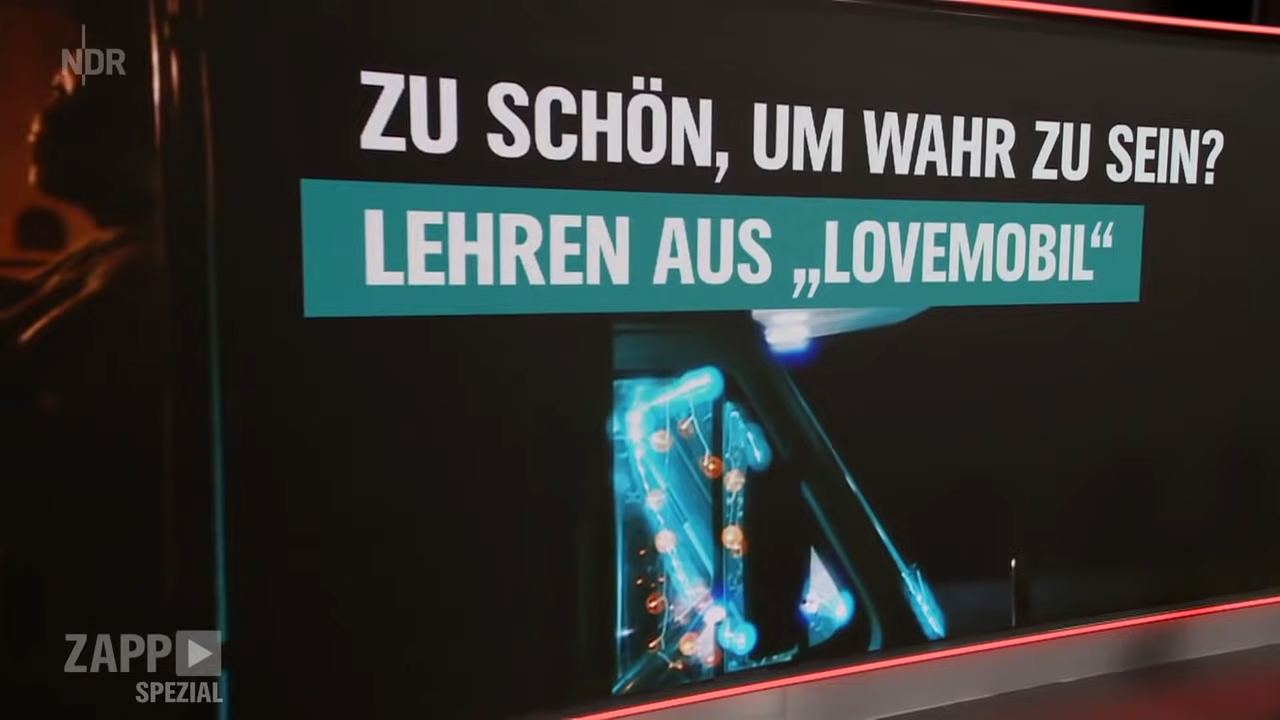 NDR
ZU SCHÖN, UM WAHR ZU SEIN?
LEHREN AUS „LOVEMOBIL“
ZAPP
SPEZIAL